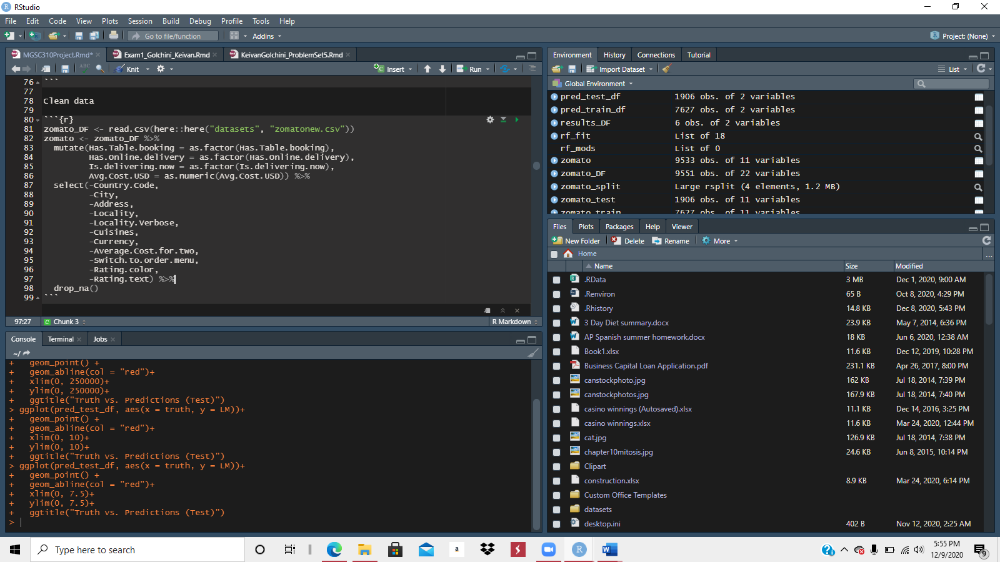 RStudio
File Edit Code View Plots Session Build Debug Profile Tools Help
Go to file/function Addins Project: (None)
MGSC310Project.Rmd* Exam1_Golchini_Keivan.Rmd KeivanGolchini_ProblemSet5.Rmd
ABC Knit Insert Run
76 ```
77
78 Clean data
79
80 ```{r}
81 zomato_DF <- read.csv(here::here("datasets", "zomatonew.csv"))
82 zomato <- zomato_DF %>%
83 mutate(Has.Table.booking = as.factor(Has.Table.booking),
84 Has.Online.delivery = as.factor(Has.Online.delivery),
85 Is.delivering.now = as.factor(Is.delivering.now),
86 Avg.Cost.USD = as.numeric(Avg.Cost.USD)) %>%
87 select(-Country.Code,
88 -City,
89 -Address,
90 -Locality,
91 -Locality.Verbose,
92 -Cuisines,
93 -Currency,
94 -Average.Cost.for.two,
95 -Switch.to.order.menu,
96 -Rating.color,
97 -Rating.text) %>%
98 drop_na()
99 ```
97:27 C Chunk 3 R Markdown
Console Terminal Jobs
~/
+ geom_point() +
+ geom_abline(col = "red")+
+ xlim(0, 250000)+
+ ylim(0, 250000)+
+ ggtitle("Truth vs. Predictions (Test)")
> ggplot(pred_test_df, aes(x = truth, y = LM))+
+ geom_point() +
+ geom_abline(col = "red")+
+ xlim(0, 10)+
+ ylim(0, 10)+
+ ggtitle("Truth vs. Predictions (Test)")
> ggplot(pred_test_df, aes(x = truth, y = LM))+
+ geom_point() +
+ geom_abline(col = "red")+
+ xlim(0, 7.5)+
+ ylim(0, 7.5)+
+ ggtitle("Truth vs. Predictions (Test)")
>
Environment History Connections Tutorial
Import Dataset List
Global Environment
pred_test_df 1906 obs. of 2 variables
pred_train_df 7627 obs. of 2 variables
results_DF 6 obs. of 2 variables
rf_fit List of 18
rf_mods List of 0
zomato 9533 obs. of 11 variables
zomato_DF 9551 obs. of 22 variables
zomato_split Large rsplit (4 elements, 1.2 MB)
zomato_test 1906 obs. of 11 variables
zomato_train 7627 obs. of 11 variables
Files Plots Packages Help Viewer
New Folder Delete Rename More
Home ...
Name Size Modified
.RData 3 MB Dec 1, 2020, 9:00 AM
.Renviron 65 B Oct 8, 2020, 4:29 PM
.Rhistory 14.8 KB Dec 8, 2020, 5:43 PM
3 Day Diet summary.docx 23.9 KB May 7, 2014, 6:36 PM
AP Spanish summer homework.docx 18 KB Jun 6, 2020, 12:38 AM
Book1.xlsx 11.6 KB Dec 12, 2019, 10:28 PM
Business Capital Loan Application.pdf 231.1 KB Apr 26, 2017, 8:00 PM
canstockphoto.jpg 162 KB Jul 18, 2014, 7:39 PM
canstockphotos.jpg 167.9 KB Jul 18, 2014, 7:40 PM
casino winnings (Autosaved).xlsx 11.1 KB Dec 14, 2016, 3:25 PM
casino winnings.xlsx 11.6 KB Mar 24, 2020, 12:44 PM
cat.jpg 126.9 KB Jul 18, 2014, 7:38 PM
chapter10mitosis.jpg 24.6 KB Jun 8, 2015, 10:14 PM
Clipart
construction.xlsx 8.9 KB Mar 24, 2020, 6:14 PM
Custom Office Templates
datasets
desktop.ini 402 B Nov 12, 2020, 2:25 AM
Type here to search
5:55 PM
12/9/2020
9